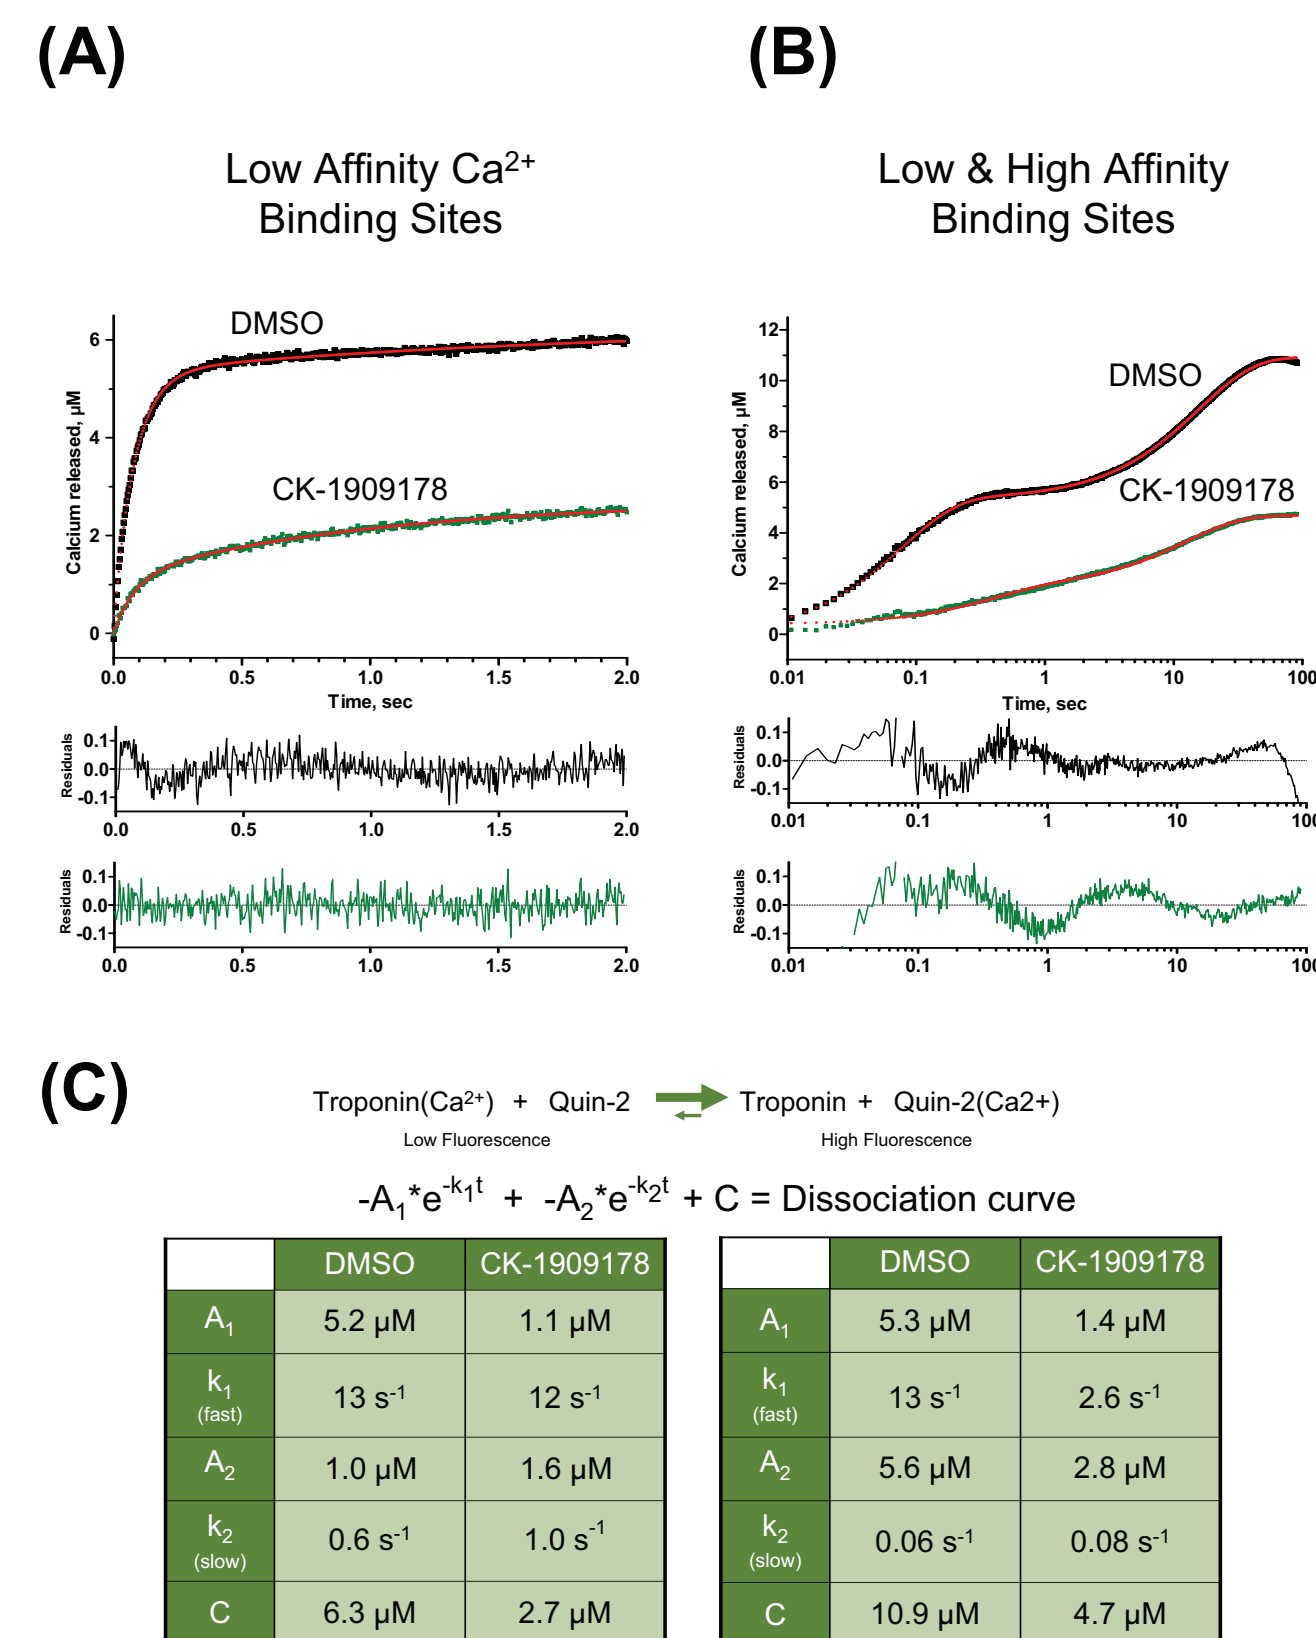 (A)
(B)
Low Affinity Ca2+
Binding Sites
Low & High Affinity
Binding Sites
DMSO
CK-1909178
Calcium released, µM
6
4
2
0
0.0 0.5 1.0 1.5 2.0
Time, sec
Residuals
0.1
0.0
-0.1
0.0 0.5 1.0 1.5 2.0
Residuals
0.1
0.0
-0.1
0.0 0.5 1.0 1.5 2.0
DMSO
CK-1909178
Calcium released, µM
12
10
8
6
4
2
0
0.01 0.1 1 10 100
Time, sec
Residuals
0.1
0.0
-0.1
0.01 0.1 1 10 100
Residuals
0.1
0.0
-0.1
0.01 0.1 1 10 100
(C)
Troponin(Ca2+) + Quin-2 Troponin + Quin-2(Ca2+)
Low Fluorescence High Fluorescence
-A1*e-k1t + -A2*e-k2t + C = Dissociation curve
DMSO CK-1909178
A1 5.2 µM 1.1 µM
k1 (fast) 13 s-1 12 s-1
A2 1.0 µM 1.6 µM
k2 (slow) 0.6 s-1 1.0 s-1
C 6.3 µM 2.7 µM
DMSO CK-1909178
A1 5.3 µM 1.4 µM
k1 (fast) 13 s-1 2.6 s-1
A2 5.6 µM 2.8 µM
k2 (slow) 0.06 s-1 0.08 s-1
C 10.9 µM 4.7 µM